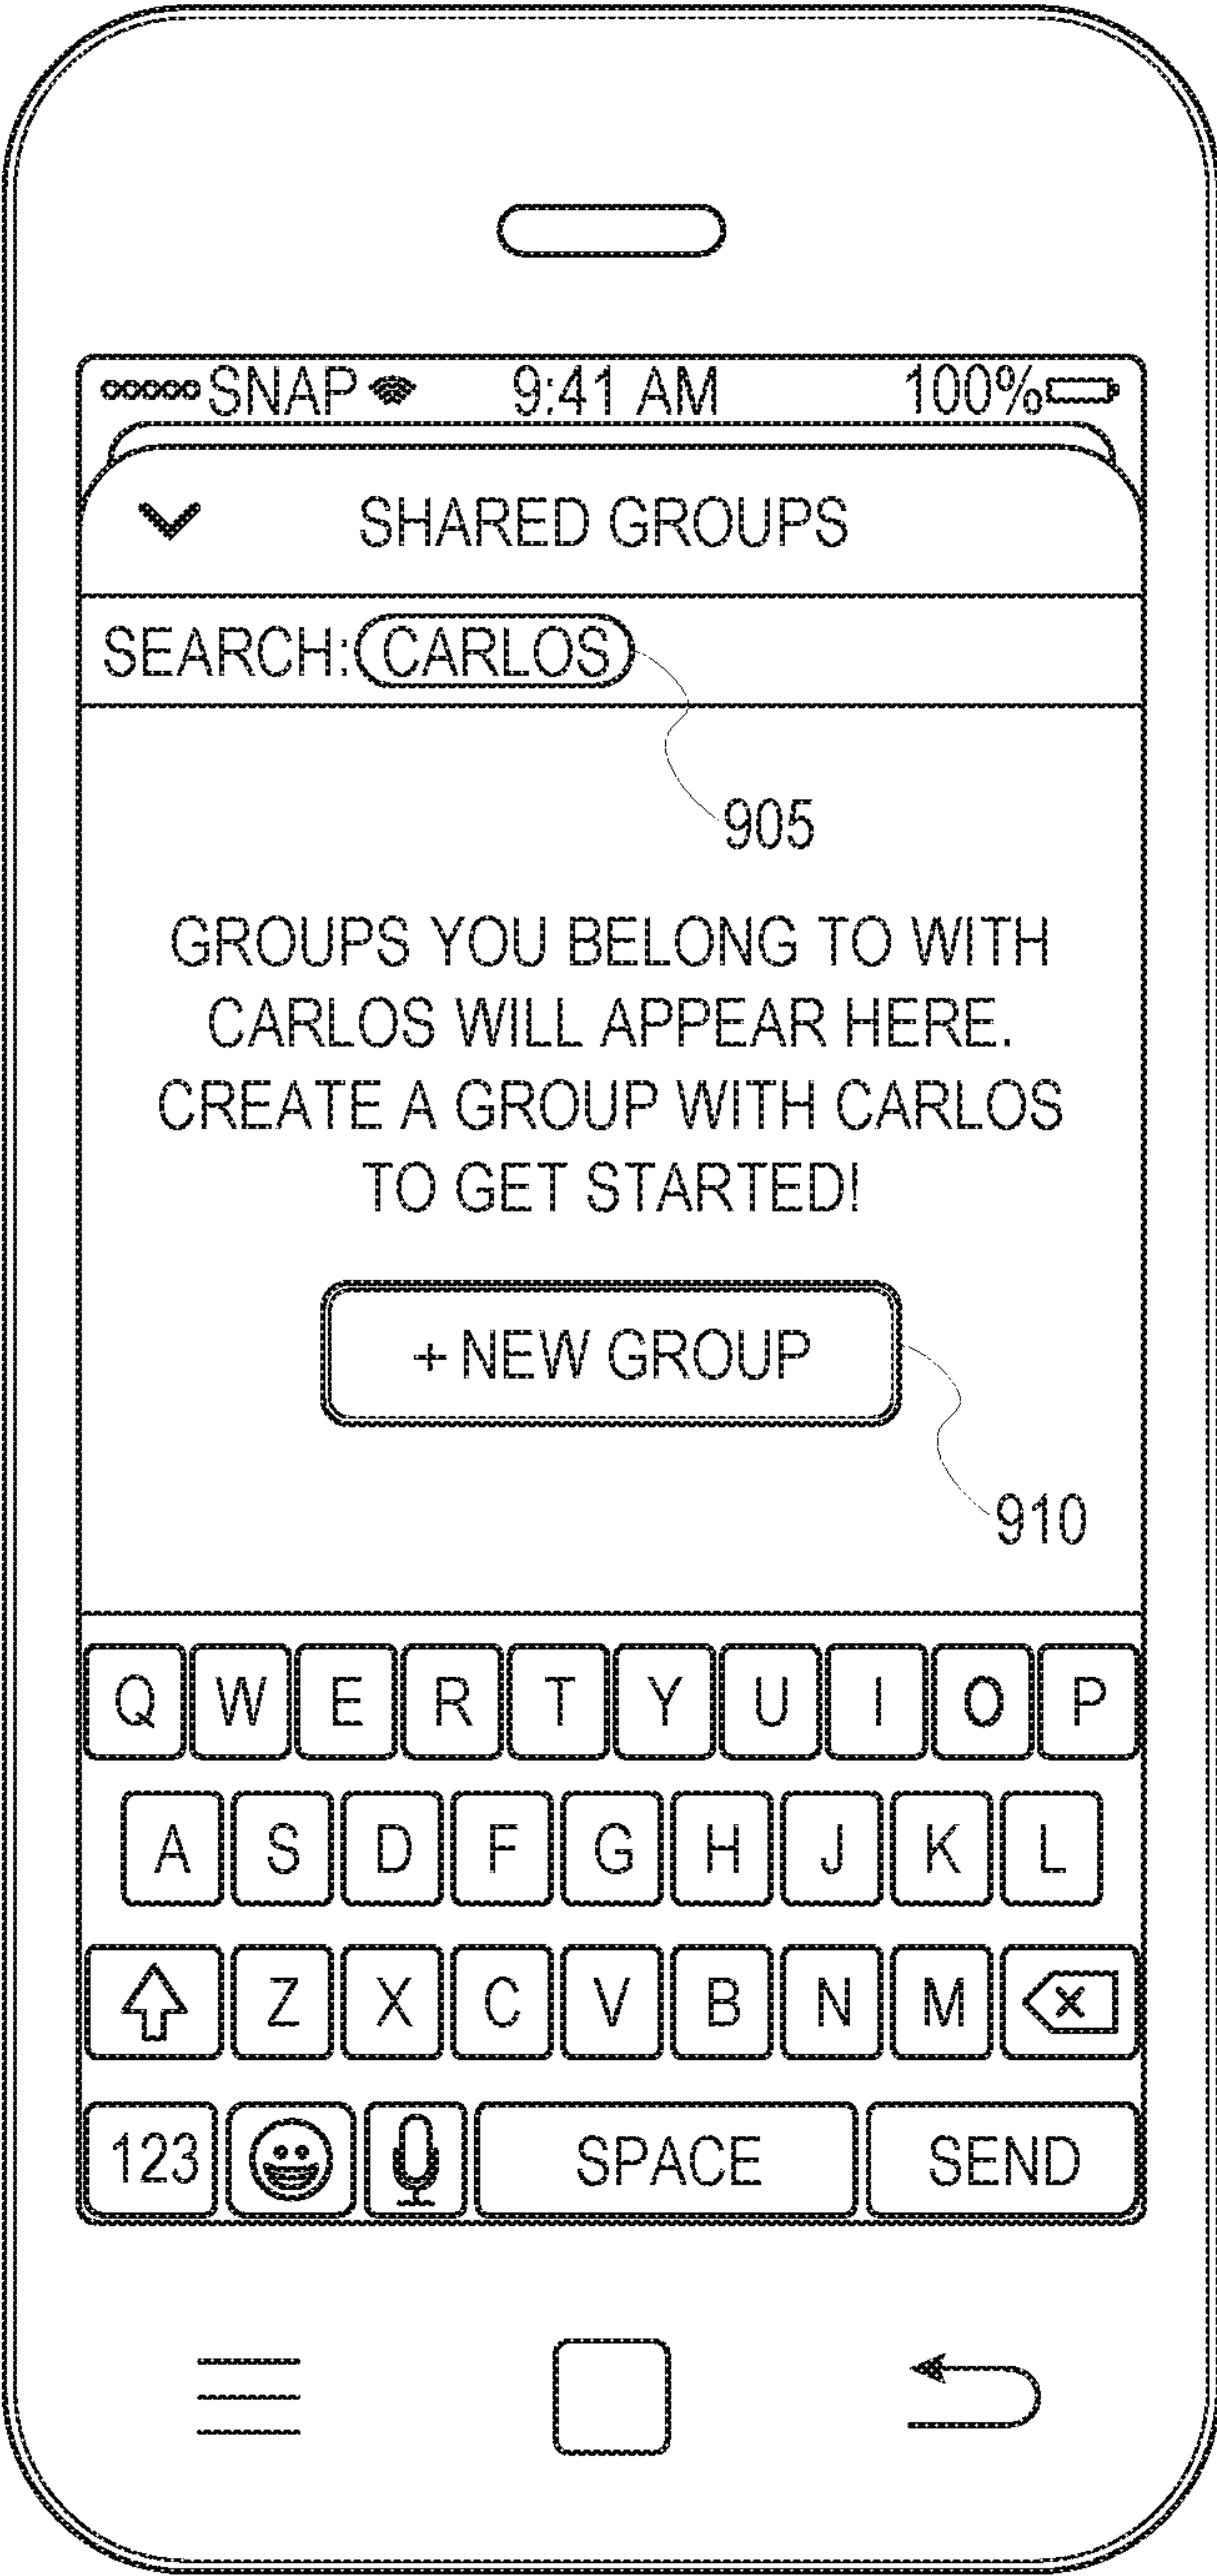 SNAP 9:41 AM 100%
SHARED GROUPS
SEARCH: CARLOS
905
GROUPS YOU BELONG TO WITH
CARLOS WILL APPEAR HERE.
CREATE A GROUP WITH CARLOS
TO GET STARTED!
+ NEW GROUP
910
Q W E R T Y U I O P
A S D F G H J K L
Z X C V B N M
123 SPACE SEND